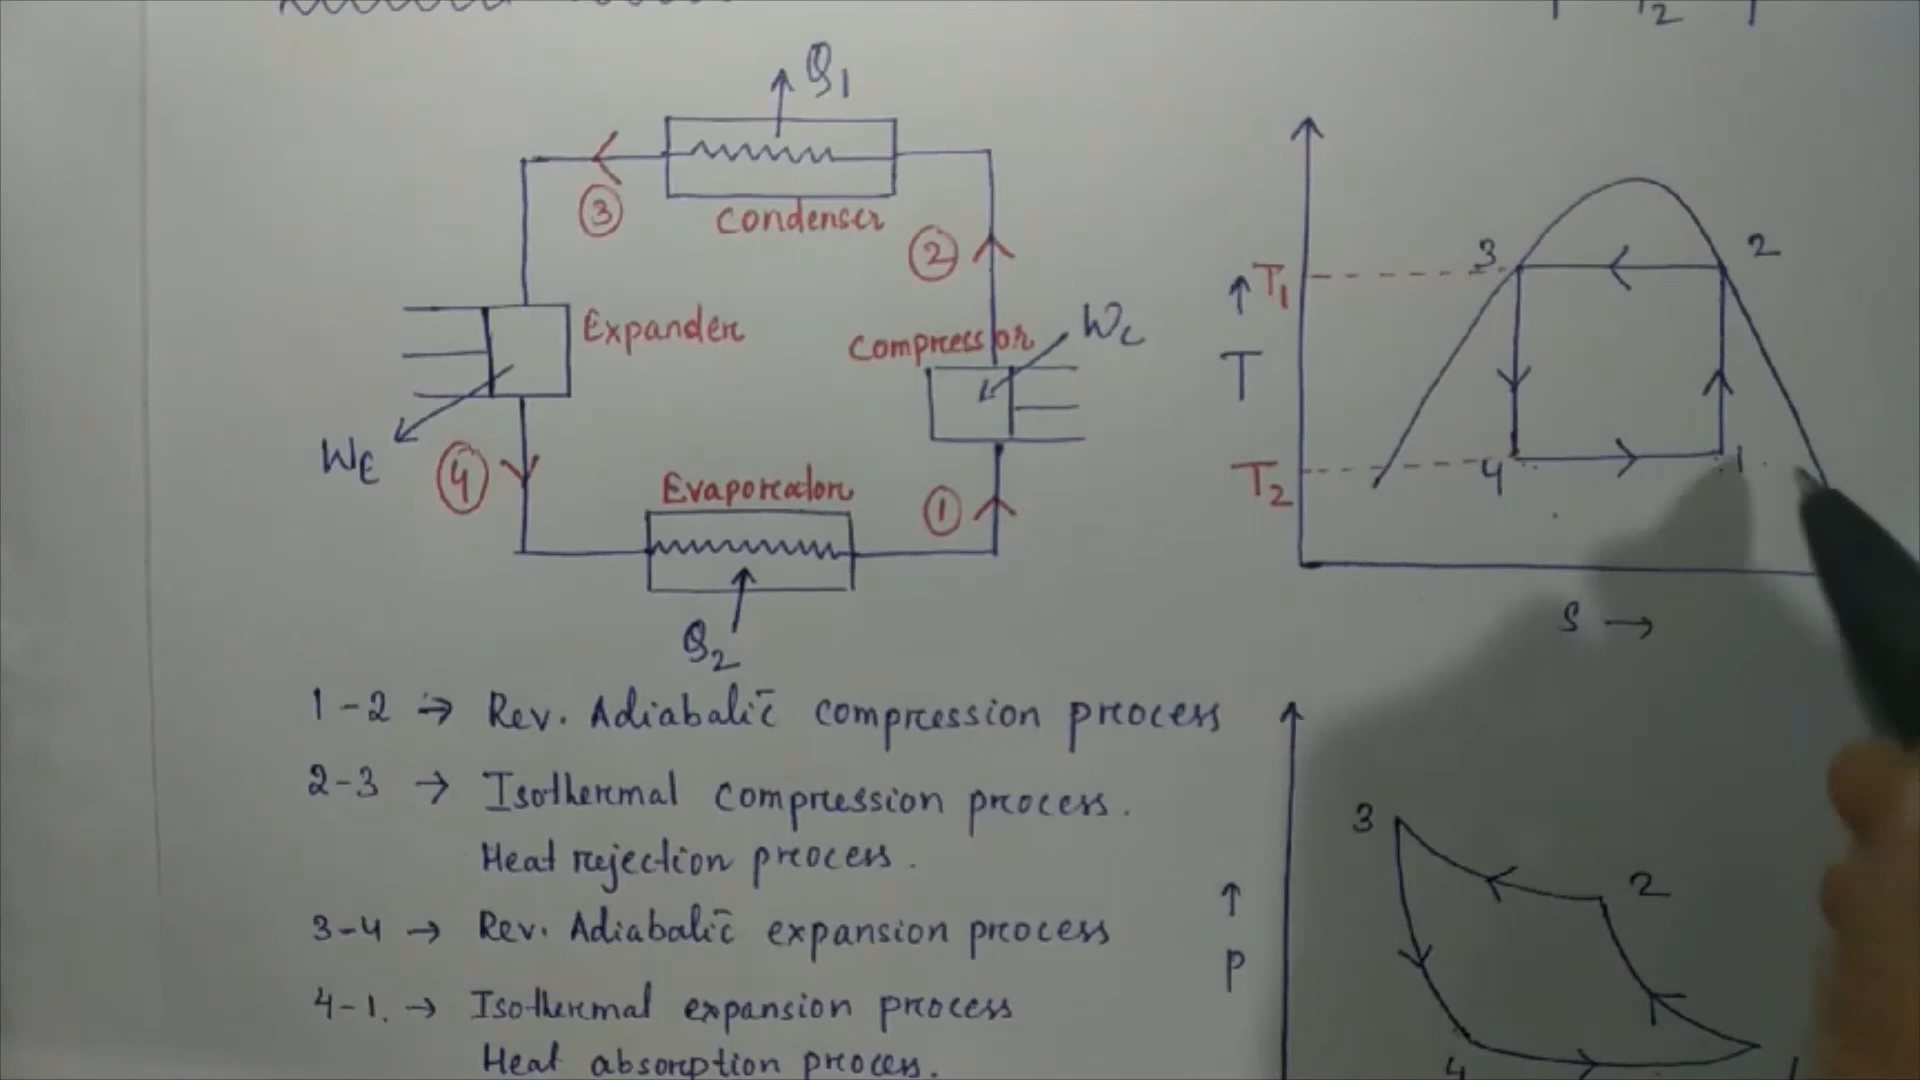 T₂
Q₁
③
Condenser
②
Expander
Compressor
Wc
WE
④
Evaporator
①
Q₂
1-2 → Rev. Adiabatic compression process
2-3 → Isothermal compression process.
Heat rejection process.
3-4 → Rev. Adiabatic expansion process
4-1. → Isothermal expansion process
Heat absorption process.
3
2
↑ T₁
T
T₂
4
1
S →
3
2
↑
P
4
1